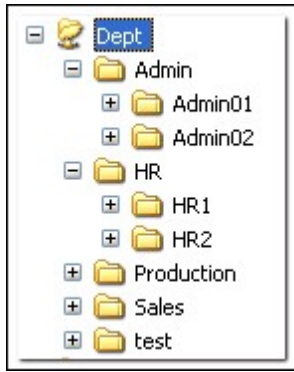 Dept
Admin
Admin01
Admin02
HR
HR1
HR2
Production
Sales
test